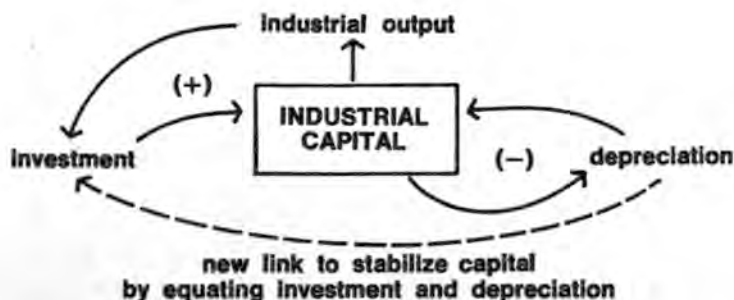 industrial output
(+)
INDUSTRIAL
CAPITAL
investment
(−)
depreciation
new link to stabilize capital
by equating investment and depreciation